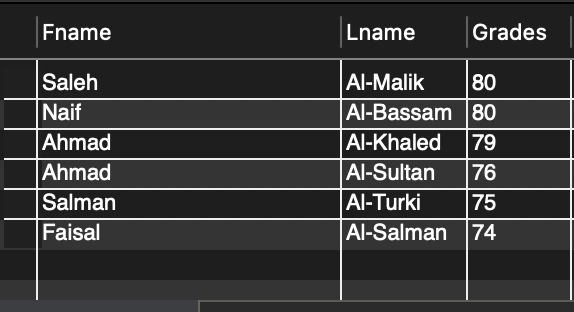 Fname Lname Grades
Saleh Al-Malik 80
Naif Al-Bassam 80
Ahmad Al-Khaled 79
Ahmad Al-Sultan 76
Salman Al-Turki 75
Faisal Al-Salman 74